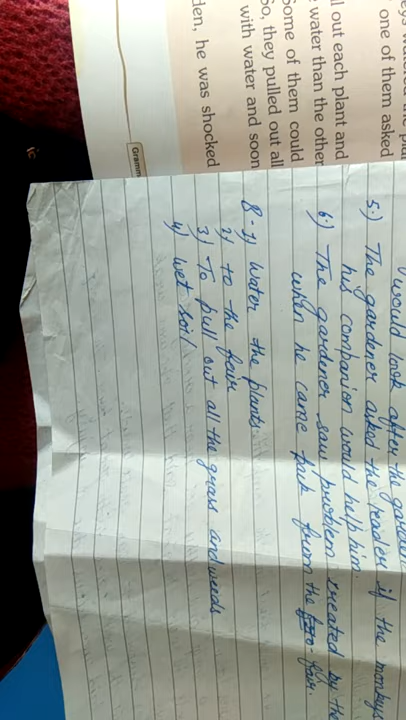 one of them asked
ll out each plant and
water than the other
Some of them could
So, they pulled out all
with water and soon
den, he was shocked
Gramm
would look after the garden
5.) The gardener asked the leader if the monkeys
his companion would help him.
6.) The gardener saw problem created by th
when he came back from the fair.
8-1) water the plants
2) to the fair
3) To pull out all the grass and weeds
4) wet soil